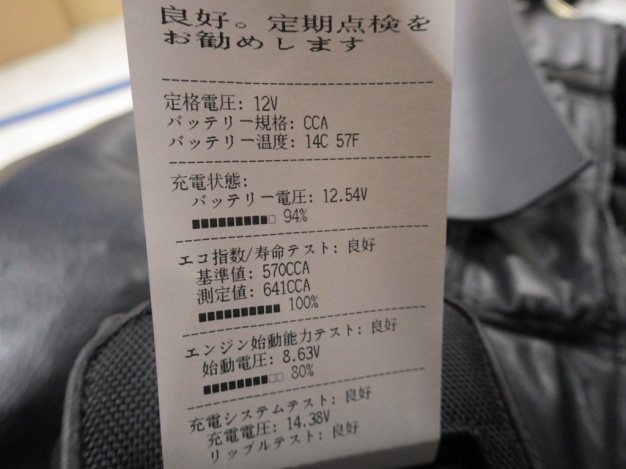 良好。定期点検を
お勧めします
定格電圧: 12V
バッテリー規格: CCA
バッテリー温度: 14C 57F
充電状態:
バッテリー電圧: 12.54V
94%
エコ指数/寿命テスト: 良好
基準値: 570CCA
測定値: 641CCA
100%
エンジン始動能力テスト: 良好
始動電圧: 8.63V
80%
充電システムテスト: 良好
充電電圧: 14.38V
リップルテスト: 良好